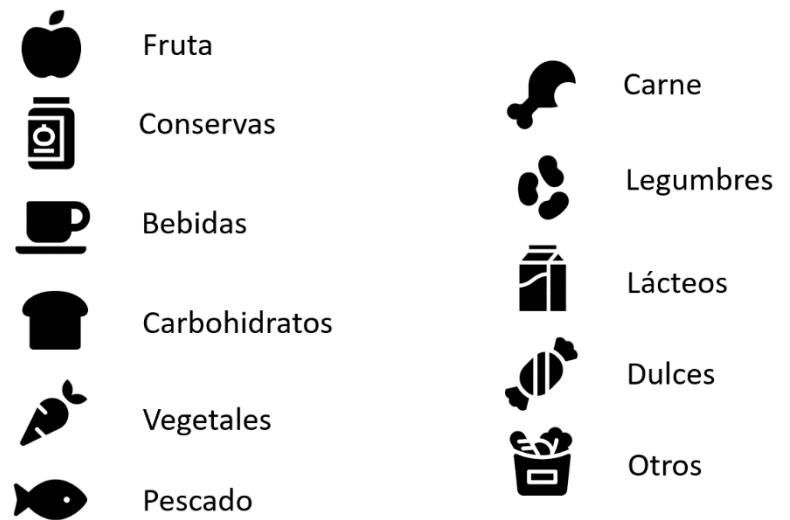 Fruta
Conservas
Bebidas
Carbohidratos
Vegetales
Pescado
Carne
Legumbres
Lácteos
Dulces
Otros